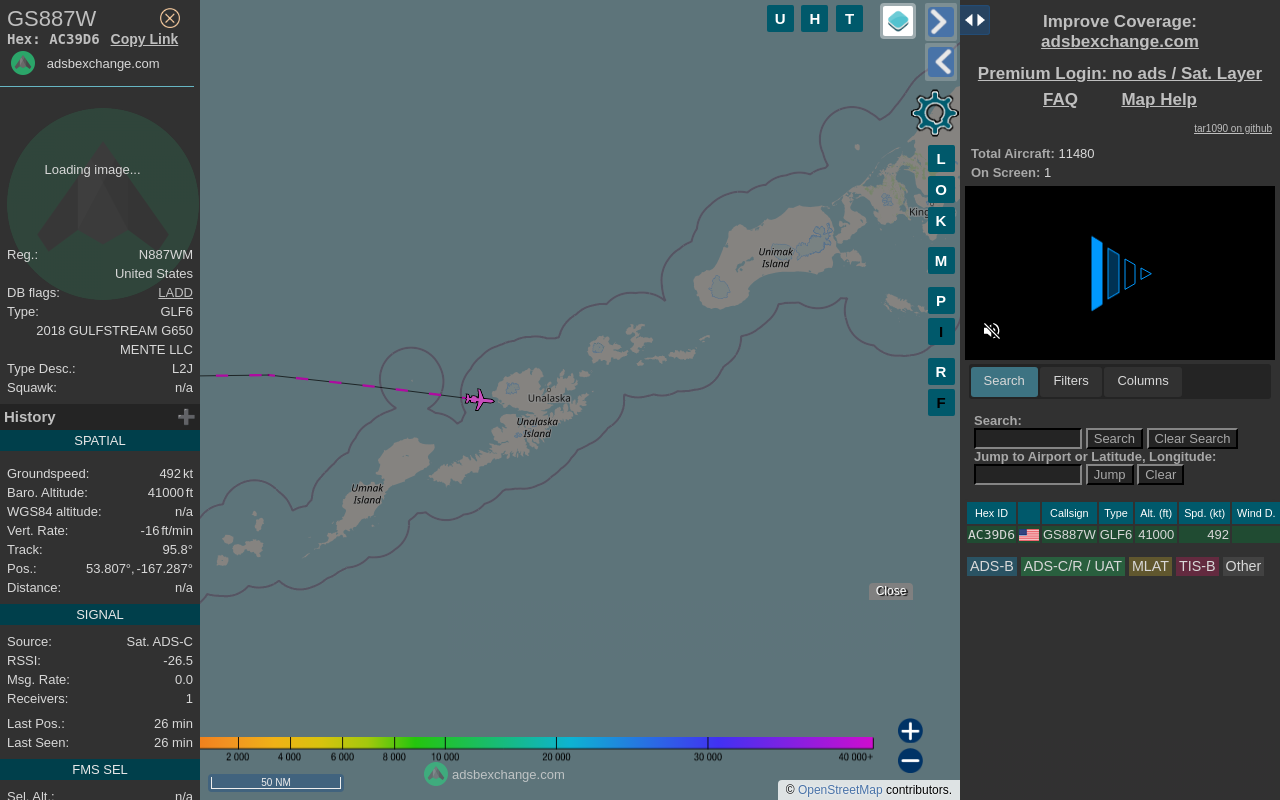 GS887W
Hex: AC39D6 Copy Link
adsbexchange.com
Loading image...
Reg.: N887WM
United States
DB flags: LADD
Type: GLF6
2018 GULFSTREAM G650
MENTE LLC
Type Desc.: L2J
Squawk: n/a
History
SPATIAL
Groundspeed: 492 kt
Baro. Altitude: 41000 ft
WGS84 altitude: n/a
Vert. Rate: -16 ft/min
Track: 95.8°
Pos.: 53.807°, -167.287°
Distance: n/a
SIGNAL
Source: Sat. ADS-C
RSSI: -26.5
Msg. Rate: 0.0
Receivers: 1
Last Pos.: 26 min
Last Seen: 26 min
FMS SEL
Sel. Alt.: n/a
U H T
L
O
K
M
P
I
R
F
Unimak
Island
King
Unalaska
Unalaska
Island
Umnak
Island
Close
2 000 4 000 6 000 8 000 10 000 20 000 30 000 40 000+
50 NM
adsbexchange.com
© OpenStreetMap contributors.
Improve Coverage:
adsbexchange.com
Premium Login: no ads / Sat. Layer
FAQ Map Help
tar1090 on github
Total Aircraft: 11480
On Screen: 1
Search Filters Columns
Search:
Search Clear Search
Jump to Airport or Latitude, Longitude:
Jump Clear
Hex ID Callsign Type Alt. (ft) Spd. (kt) Wind D.
AC39D6 GS887W GLF6 41000 492
ADS-B ADS-C/R / UAT MLAT TIS-B Other